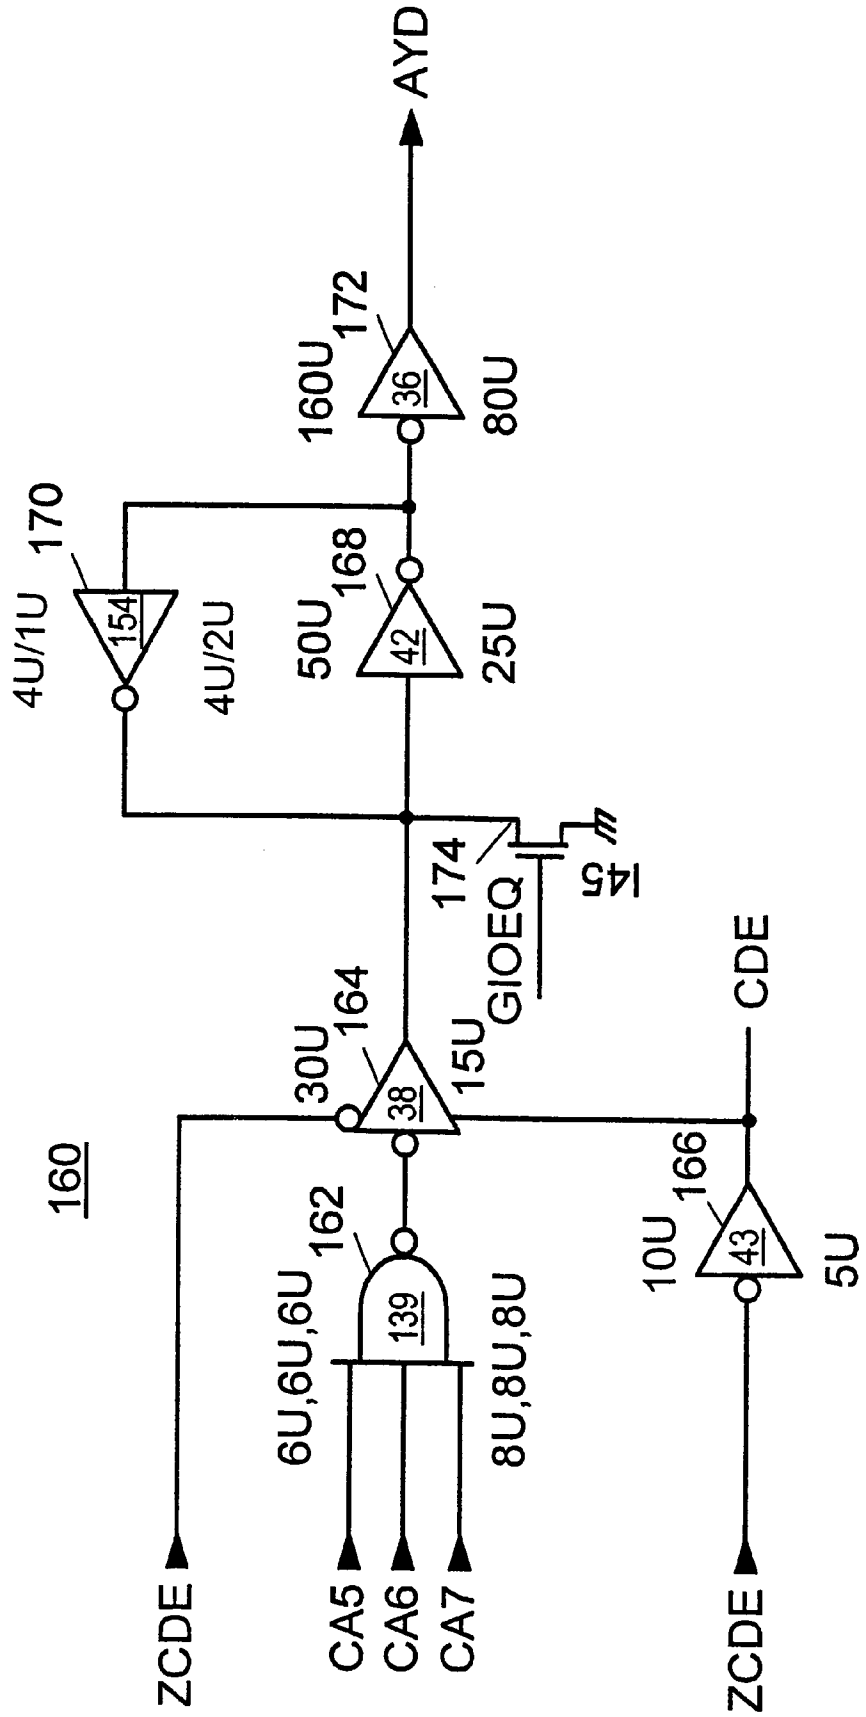 160
ZCDE
CA5
CA6
CA7
6U,6U,6U
162
139
8U,8U,8U
30U
164
38
15U
ZCDE
10U
166
43
5U
CDE
GIOEQ
174
I45
4U/1U
170
154
4U/2U
50U
168
42
25U
160U
172
36
80U
AYD